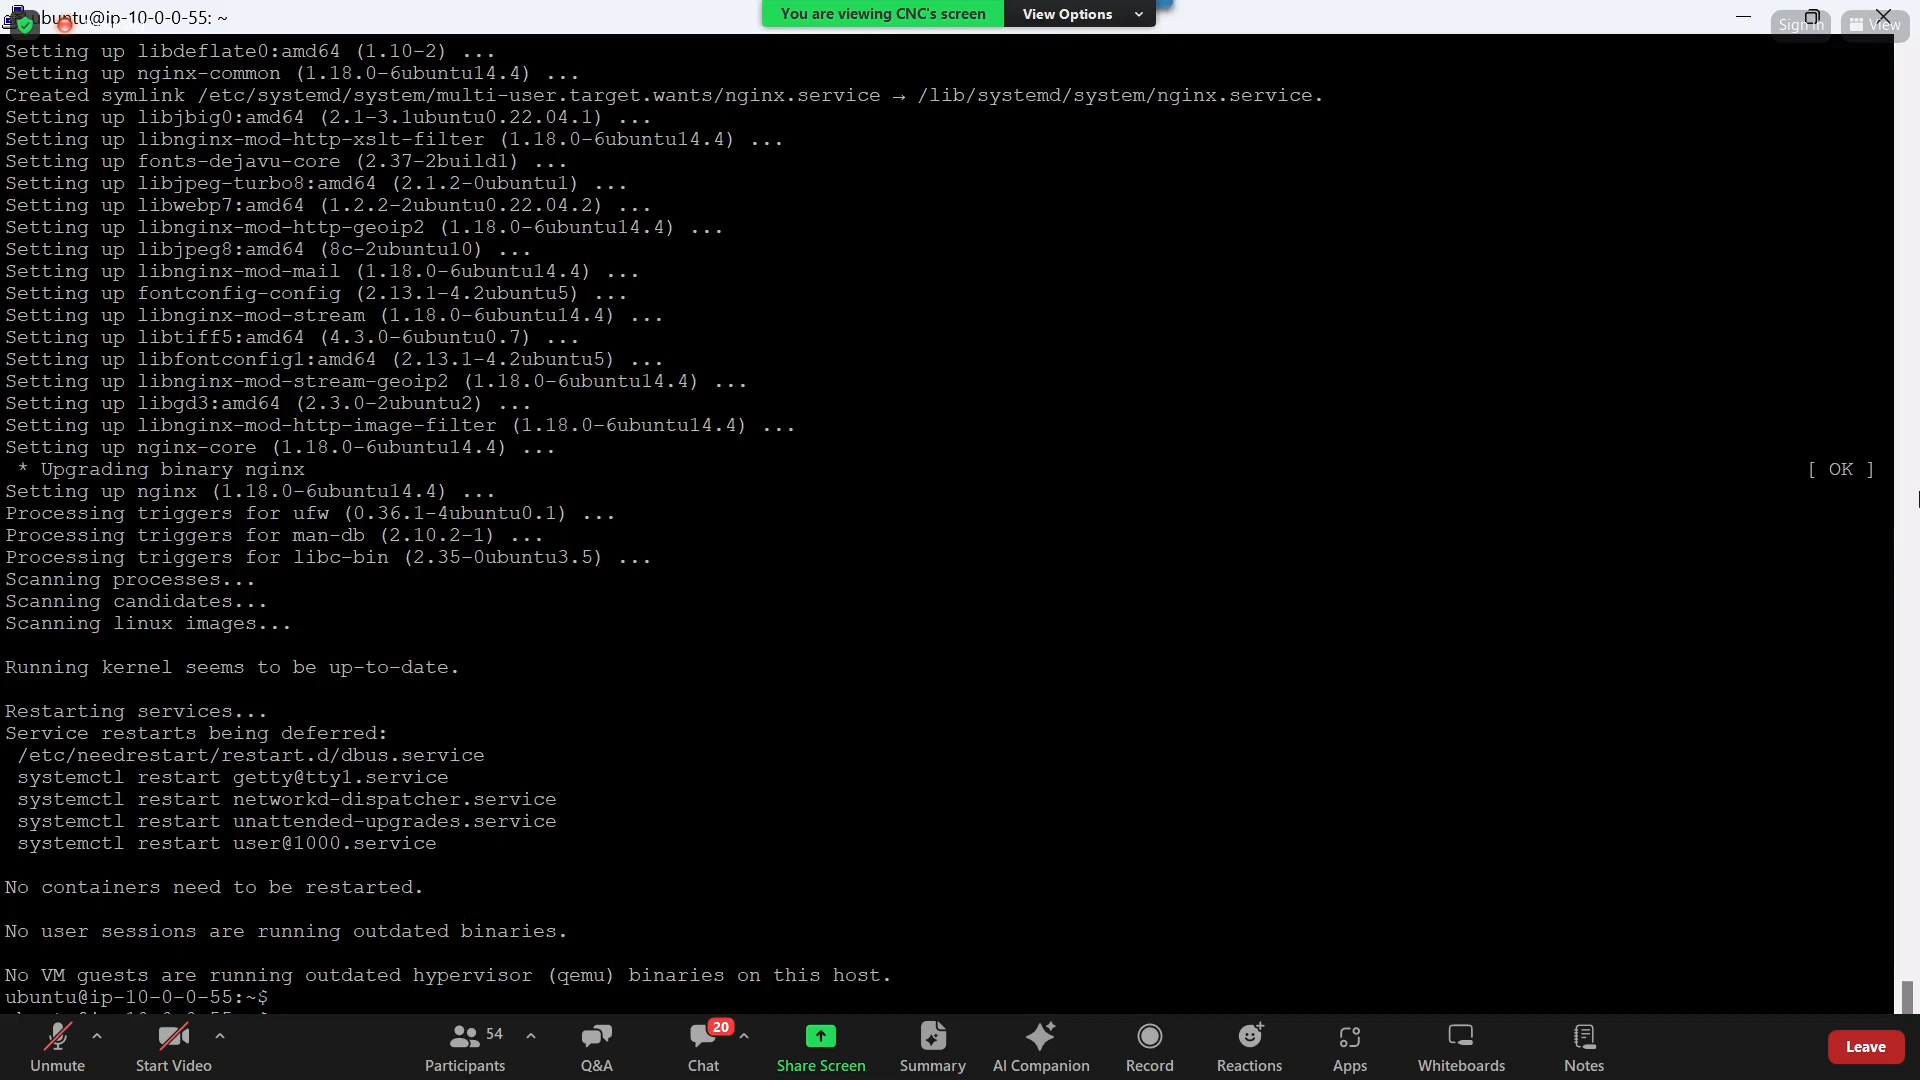 ubuntu@ip-10-0-0-55: ~
You are viewing CNC's screen
View Options
Sign in
View
Setting up libdeflate0:amd64 (1.10-2) ...
Setting up nginx-common (1.18.0-6ubuntu14.4) ...
Created symlink /etc/systemd/system/multi-user.target.wants/nginx.service → /lib/systemd/system/nginx.service.
Setting up libjbig0:amd64 (2.1-3.1ubuntu0.22.04.1) ...
Setting up libnginx-mod-http-xslt-filter (1.18.0-6ubuntu14.4) ...
Setting up fonts-dejavu-core (2.37-2build1) ...
Setting up libjpeg-turbo8:amd64 (2.1.2-0ubuntu1) ...
Setting up libwebp7:amd64 (1.2.2-2ubuntu0.22.04.2) ...
Setting up libnginx-mod-http-geoip2 (1.18.0-6ubuntu14.4) ...
Setting up libjpeg8:amd64 (8c-2ubuntu10) ...
Setting up libnginx-mod-mail (1.18.0-6ubuntu14.4) ...
Setting up fontconfig-config (2.13.1-4.2ubuntu5) ...
Setting up libnginx-mod-stream (1.18.0-6ubuntu14.4) ...
Setting up libtiff5:amd64 (4.3.0-6ubuntu0.7) ...
Setting up libfontconfig1:amd64 (2.13.1-4.2ubuntu5) ...
Setting up libnginx-mod-stream-geoip2 (1.18.0-6ubuntu14.4) ...
Setting up libgd3:amd64 (2.3.0-2ubuntu2) ...
Setting up libnginx-mod-http-image-filter (1.18.0-6ubuntu14.4) ...
Setting up nginx-core (1.18.0-6ubuntu14.4) ...
* Upgrading binary nginx [ OK ]
Setting up nginx (1.18.0-6ubuntu14.4) ...
Processing triggers for ufw (0.36.1-4ubuntu0.1) ...
Processing triggers for man-db (2.10.2-1) ...
Processing triggers for libc-bin (2.35-0ubuntu3.5) ...
Scanning processes...
Scanning candidates...
Scanning linux images...
Running kernel seems to be up-to-date.
Restarting services...
Service restarts being deferred:
/etc/needrestart/restart.d/dbus.service
systemctl restart getty@tty1.service
systemctl restart networkd-dispatcher.service
systemctl restart unattended-upgrades.service
systemctl restart user@1000.service
No containers need to be restarted.
No user sessions are running outdated binaries.
No VM guests are running outdated hypervisor (qemu) binaries on this host.
ubuntu@ip-10-0-0-55:~$
54
20
Unmute
Start Video
Participants
Q&A
Chat
Share Screen
Summary
AI Companion
Record
Reactions
Apps
Whiteboards
Notes
Leave